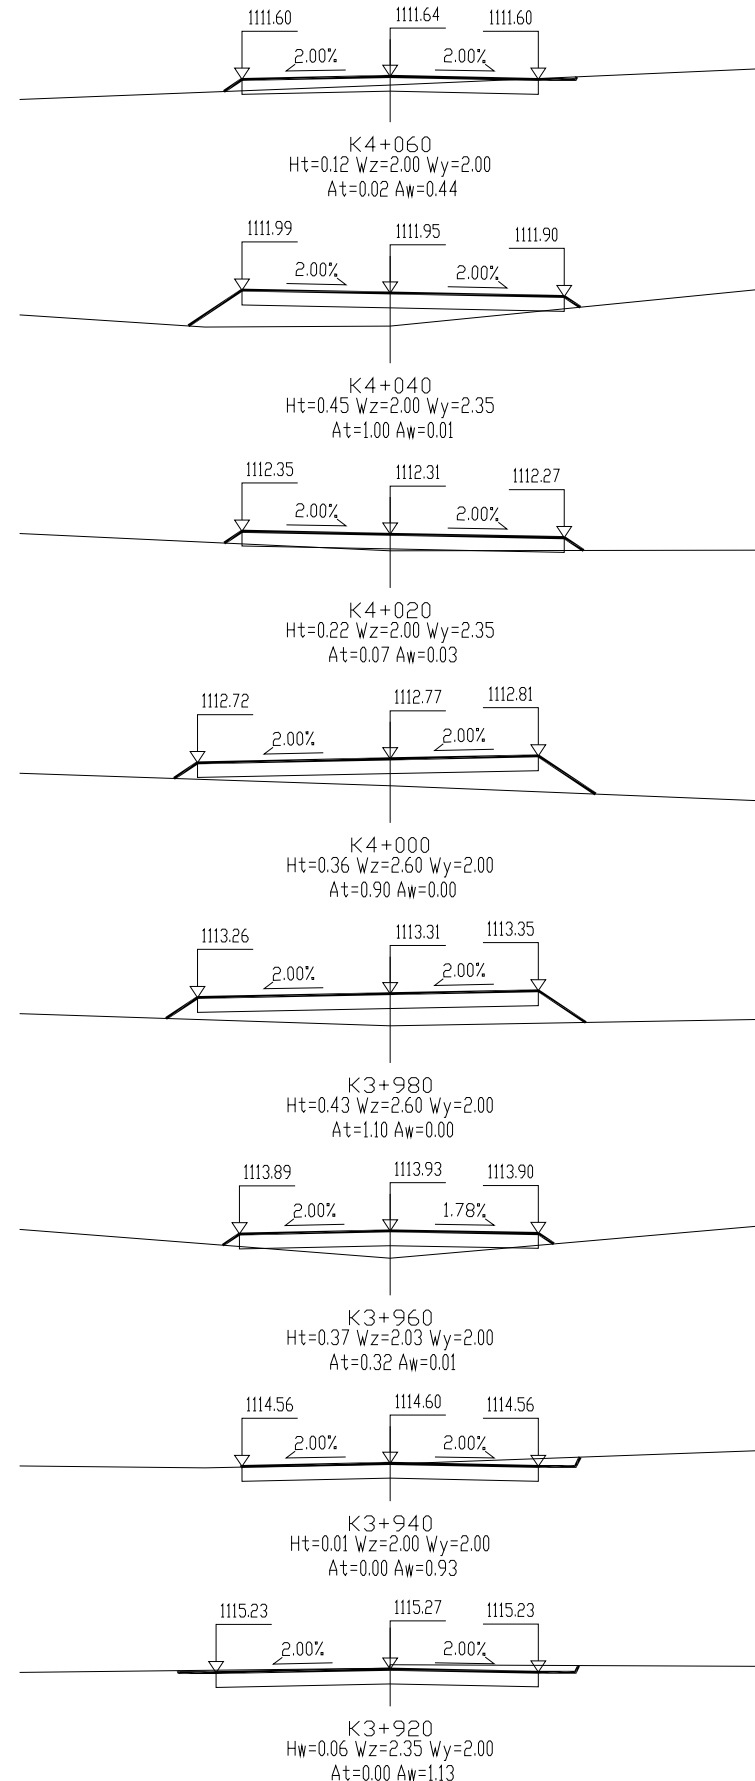 1111.60 1111.64 1111.60
2.00% 2.00%
K4+060
Ht=0.12 Wz=2.00 Wy=2.00
At=0.02 Aw=0.44
1111.99 1111.95 1111.90
2.00% 2.00%
K4+040
Ht=0.45 Wz=2.00 Wy=2.35
At=1.00 Aw=0.01
1112.35 1112.31 1112.27
2.00% 2.00%
K4+020
Ht=0.22 Wz=2.00 Wy=2.35
At=0.07 Aw=0.03
1112.72 1112.77 1112.81
2.00% 2.00%
K4+000
Ht=0.36 Wz=2.60 Wy=2.00
At=0.90 Aw=0.00
1113.26 1113.31 1113.35
2.00% 2.00%
K3+980
Ht=0.43 Wz=2.60 Wy=2.00
At=1.10 Aw=0.00
1113.89 1113.93 1113.90
2.00% 1.78%
K3+960
Ht=0.37 Wz=2.03 Wy=2.00
At=0.32 Aw=0.01
1114.56 1114.60 1114.56
2.00% 2.00%
K3+940
Ht=0.01 Wz=2.00 Wy=2.00
At=0.00 Aw=0.93
1115.23 1115.27 1115.23
2.00% 2.00%
K3+920
Hw=0.06 Wz=2.35 Wy=2.00
At=0.00 Aw=1.13